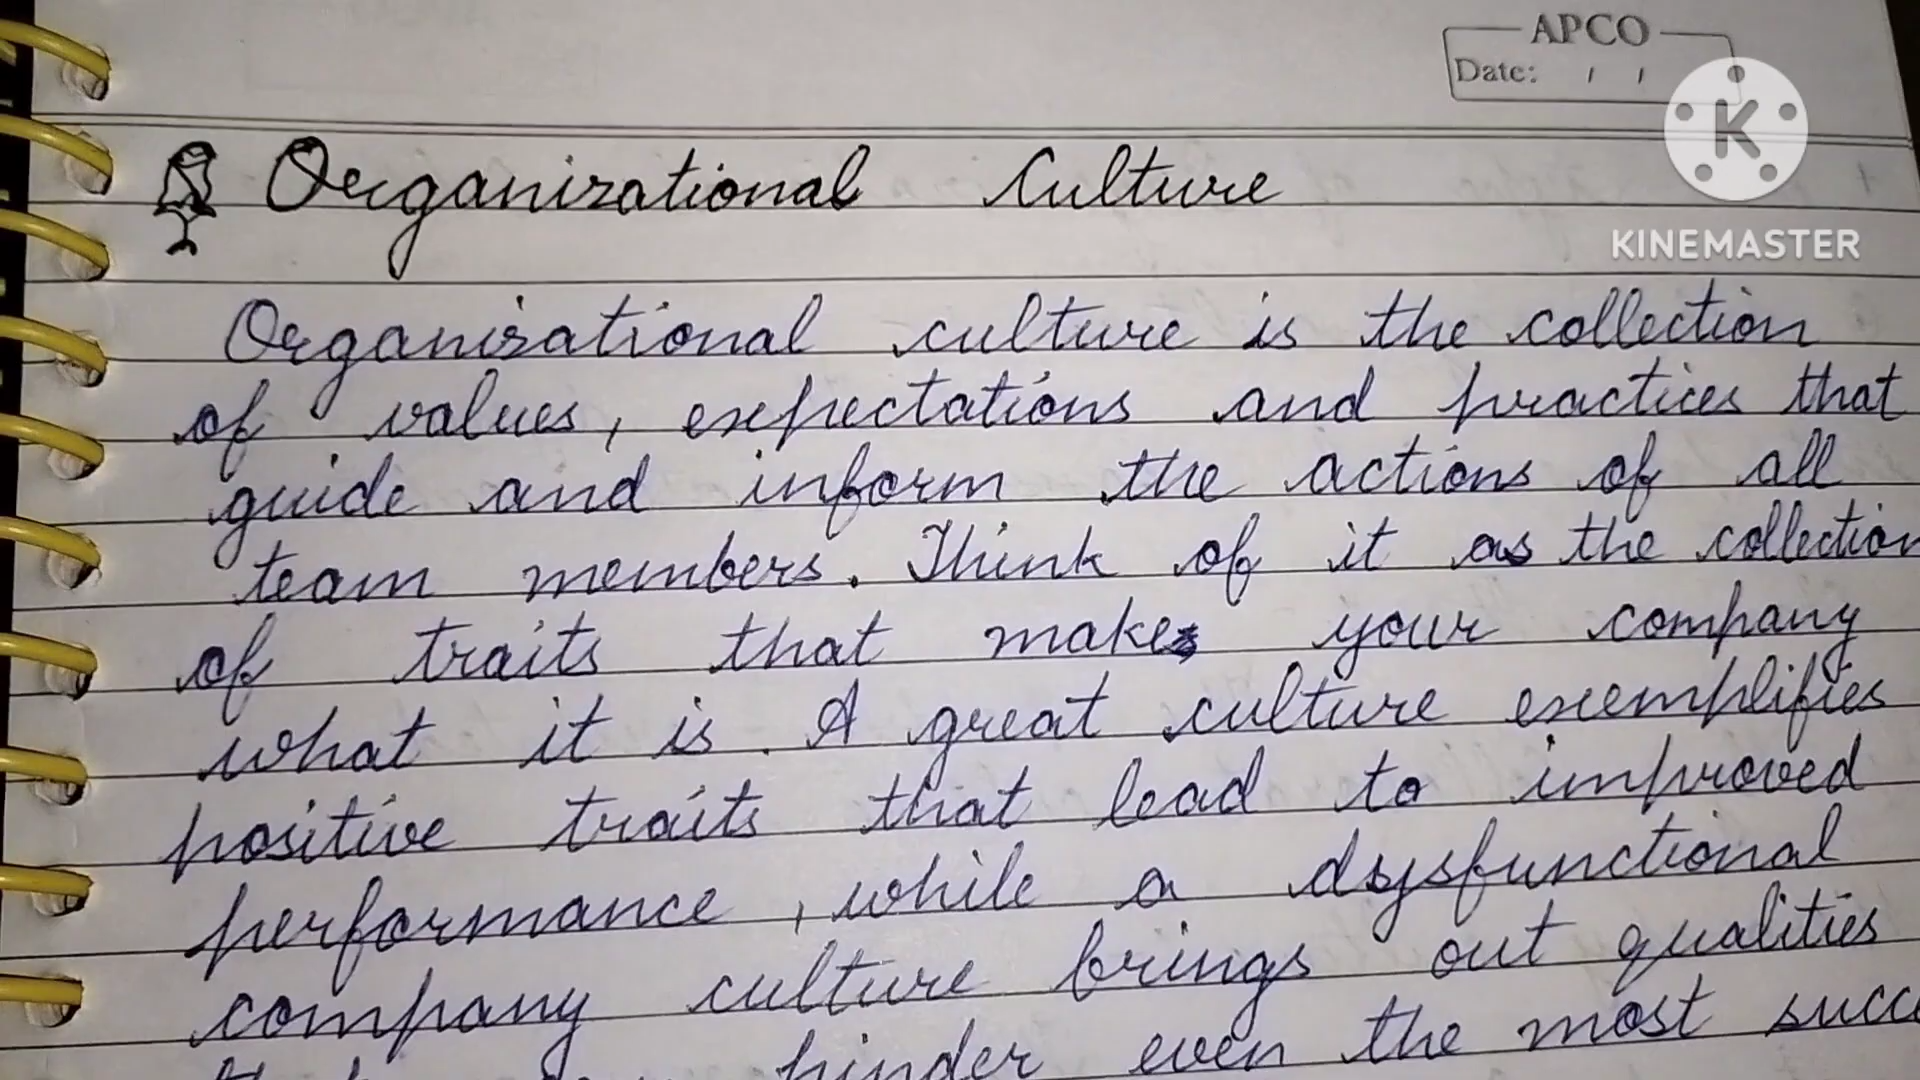 APCO
Date: / /
K
KINEMASTER
Organizational Culture
Organizational culture is the collection
of values, expectations and practices that
guide and inform the actions of all
team members. Think of it as the collection
of traits that makes your company
what it is. A great culture exemplifies
positive traits that lead to improved
performance, while a dysfunctional
company culture brings out qualities
hinder even the most succe